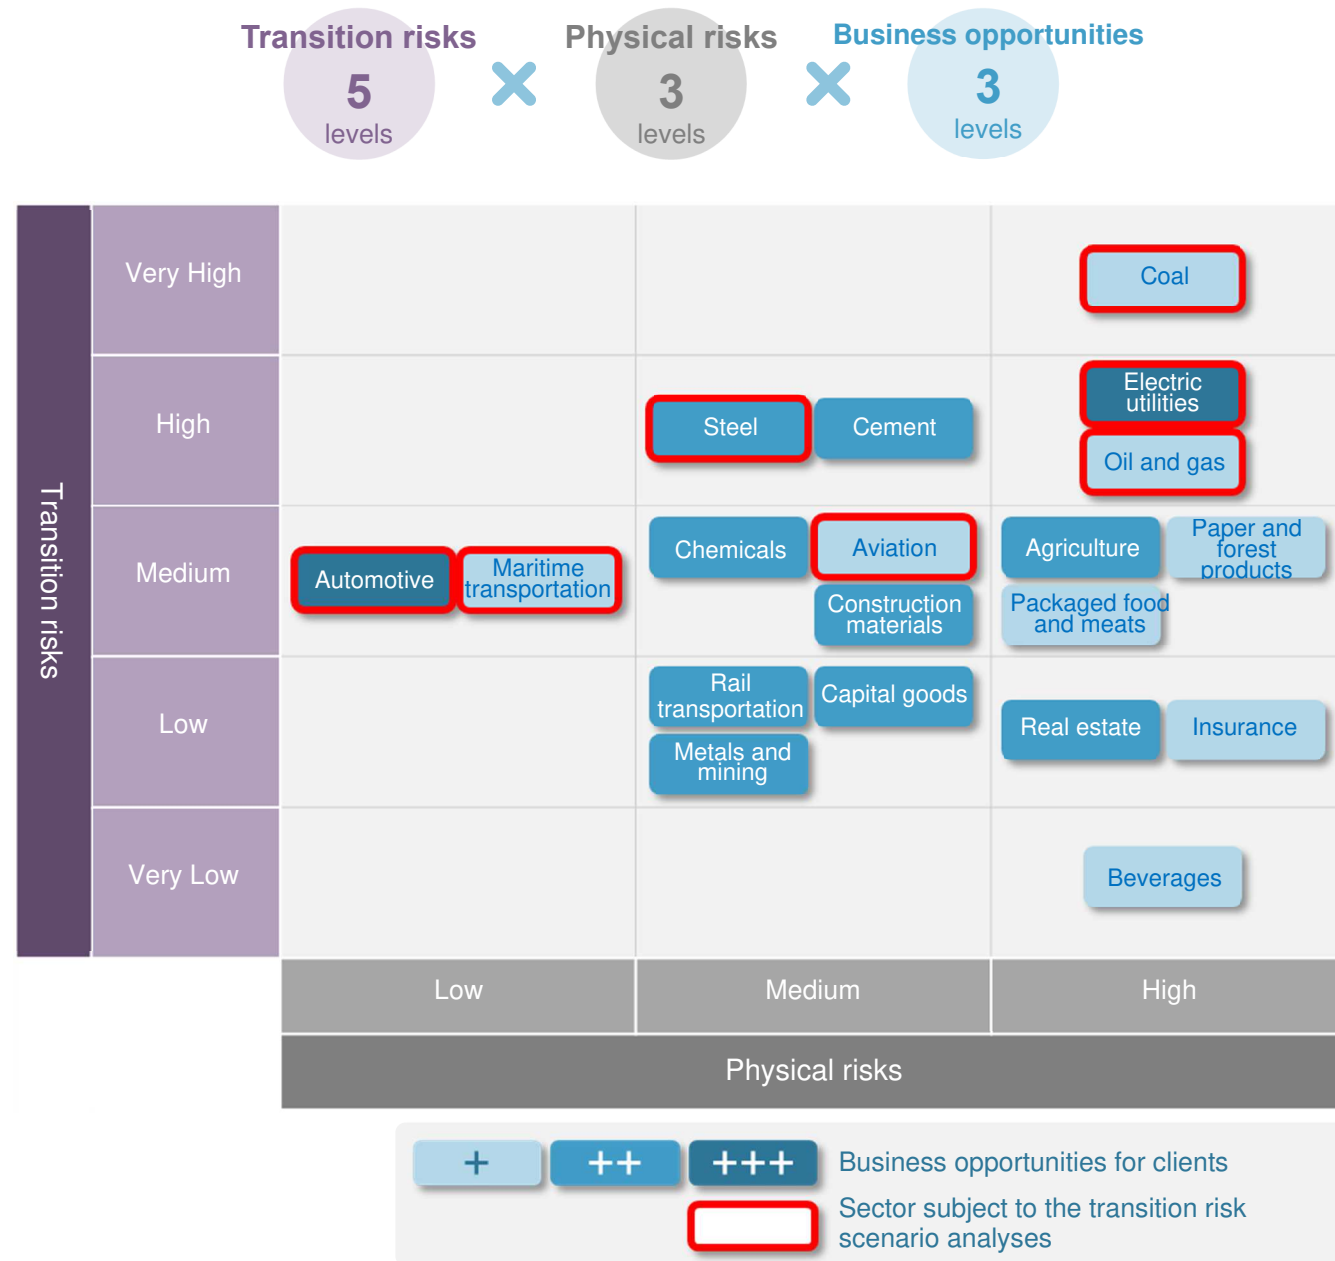 Transition risks
5
levels
Physical risks
3
levels
Business opportunities
3
levels
Transition risks
Very High
Coal
High
Steel
Cement
Electric
utilities
Oil and gas
Medium
Automotive
Maritime
transportation
Chemicals
Aviation
Construction
materials
Agriculture
Paper and
forest
products
Packaged food
and meats
Low
Rail
transportation
Capital goods
Metals and
mining
Real estate
Insurance
Very Low
Beverages
Low
Medium
High
Physical risks
+
++
+++
Business opportunities for clients
Sector subject to the transition risk
scenario analyses